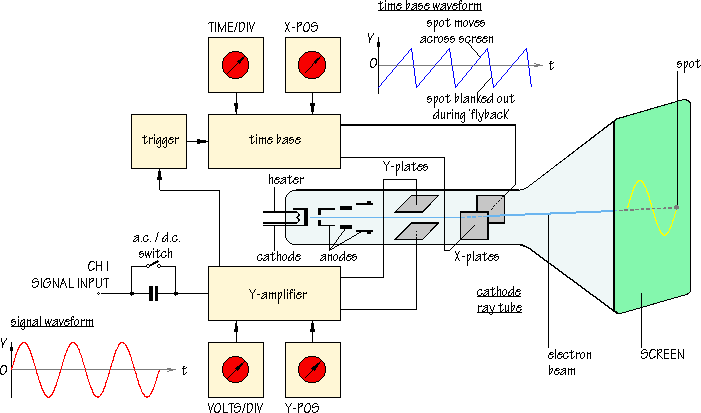 time base waveform
TIME/DIV
X-POS
spot moves
across screen
V
0
t
spot
spot blanked out
during 'flyback'
trigger
time base
Y-plates
heater
cathode
anodes
X-plates
a.c. / d.c.
switch
CH I
SIGNAL INPUT
Y-amplifier
cathode
ray tube
signal waveform
V
0
t
electron
beam
SCREEN
VOLTS/DIV
Y-POS